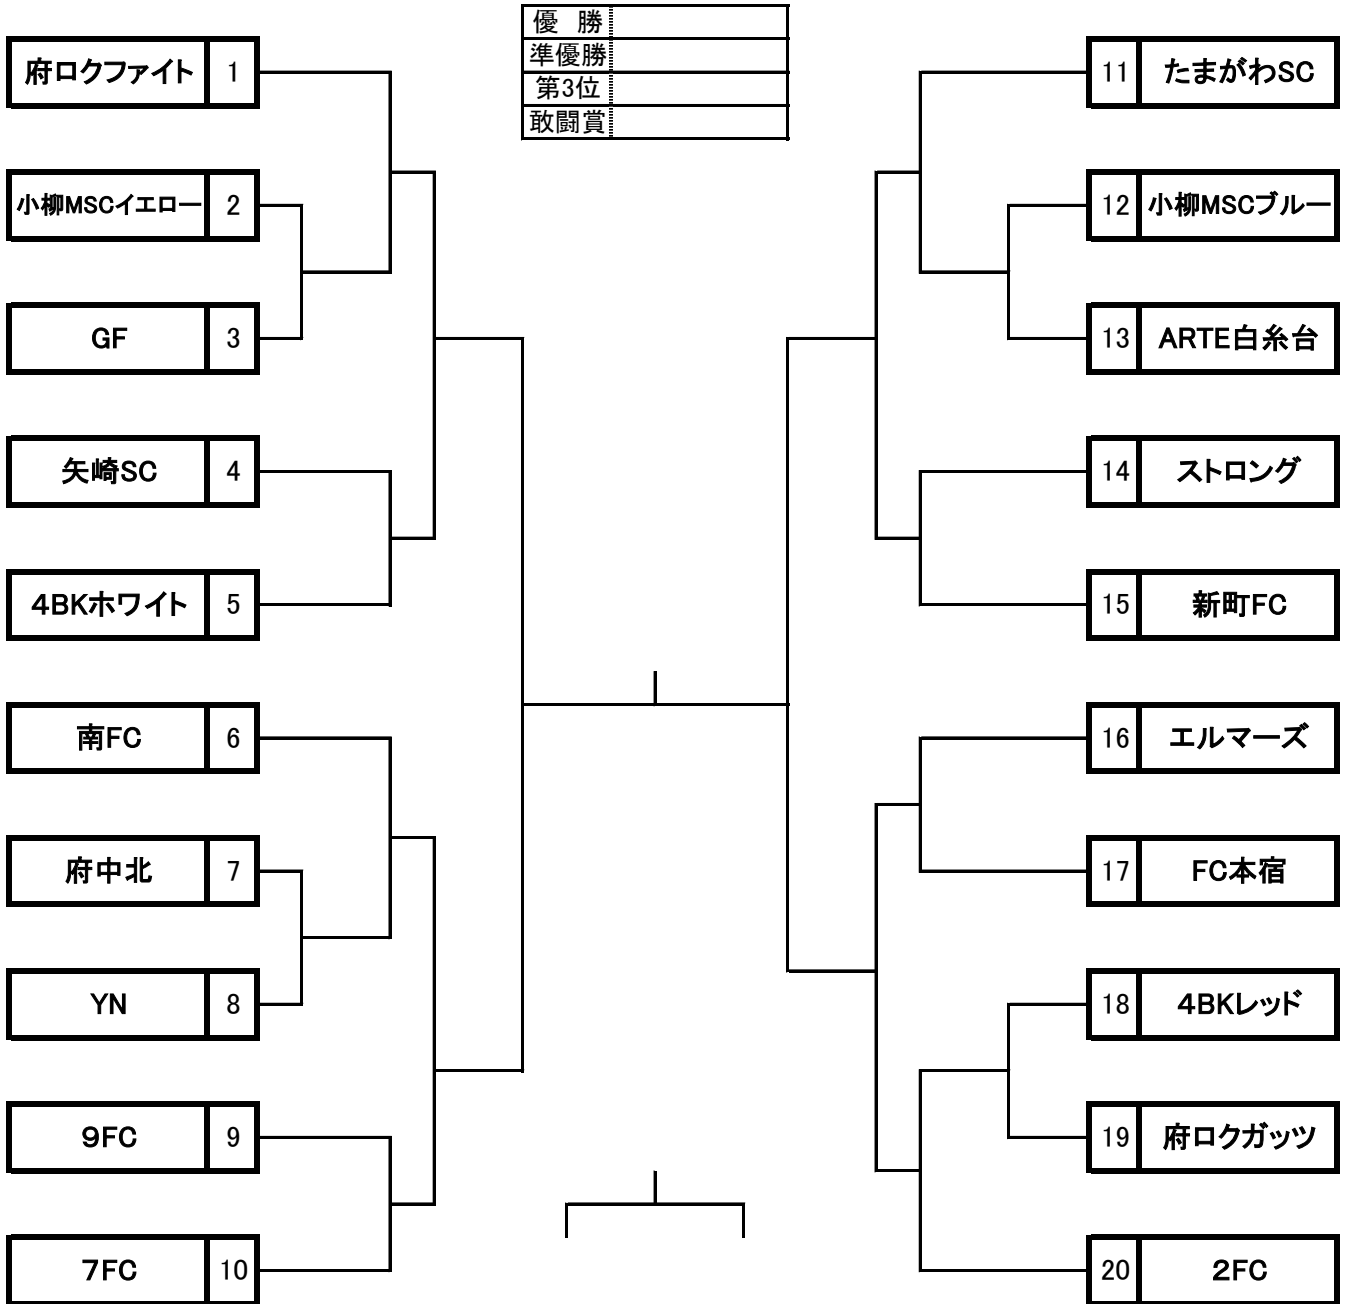 優　勝
準優勝
第3位
敢闘賞
府ロクファイト 1
小柳MSCイエロー 2
GF 3
矢崎SC 4
4BKホワイト 5
南FC 6
府中北 7
YN 8
9FC 9
7FC 10
11 たまがわSC
12 小柳MSCブルー
13 ARTE白糸台
14 ストロング
15 新町FC
16 エルマーズ
17 FC本宿
18 4BKレッド
19 府ロクガッツ
20 2FC